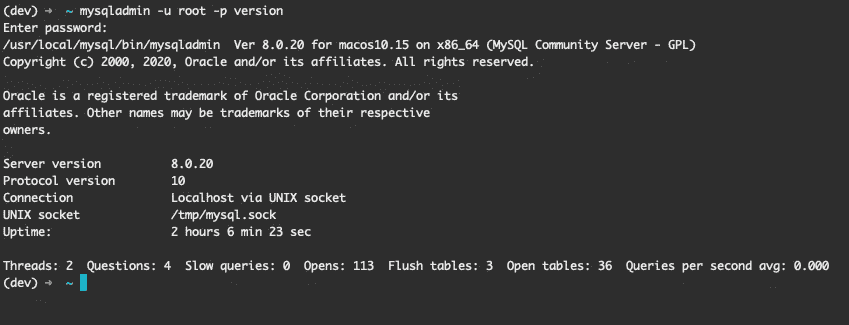 (dev) ➜  ~ mysqladmin -u root -p version
Enter password:
/usr/local/mysql/bin/mysqladmin  Ver 8.0.20 for macos10.15 on x86_64 (MySQL Community Server - GPL)
Copyright (c) 2000, 2020, Oracle and/or its affiliates. All rights reserved.
Oracle is a registered trademark of Oracle Corporation and/or its
affiliates. Other names may be trademarks of their respective
owners.
Server version          8.0.20
Protocol version        10
Connection              Localhost via UNIX socket
UNIX socket             /tmp/mysql.sock
Uptime:                 2 hours 6 min 23 sec
Threads: 2  Questions: 4  Slow queries: 0  Opens: 113  Flush tables: 3  Open tables: 36  Queries per second avg: 0.000
(dev) ➜  ~